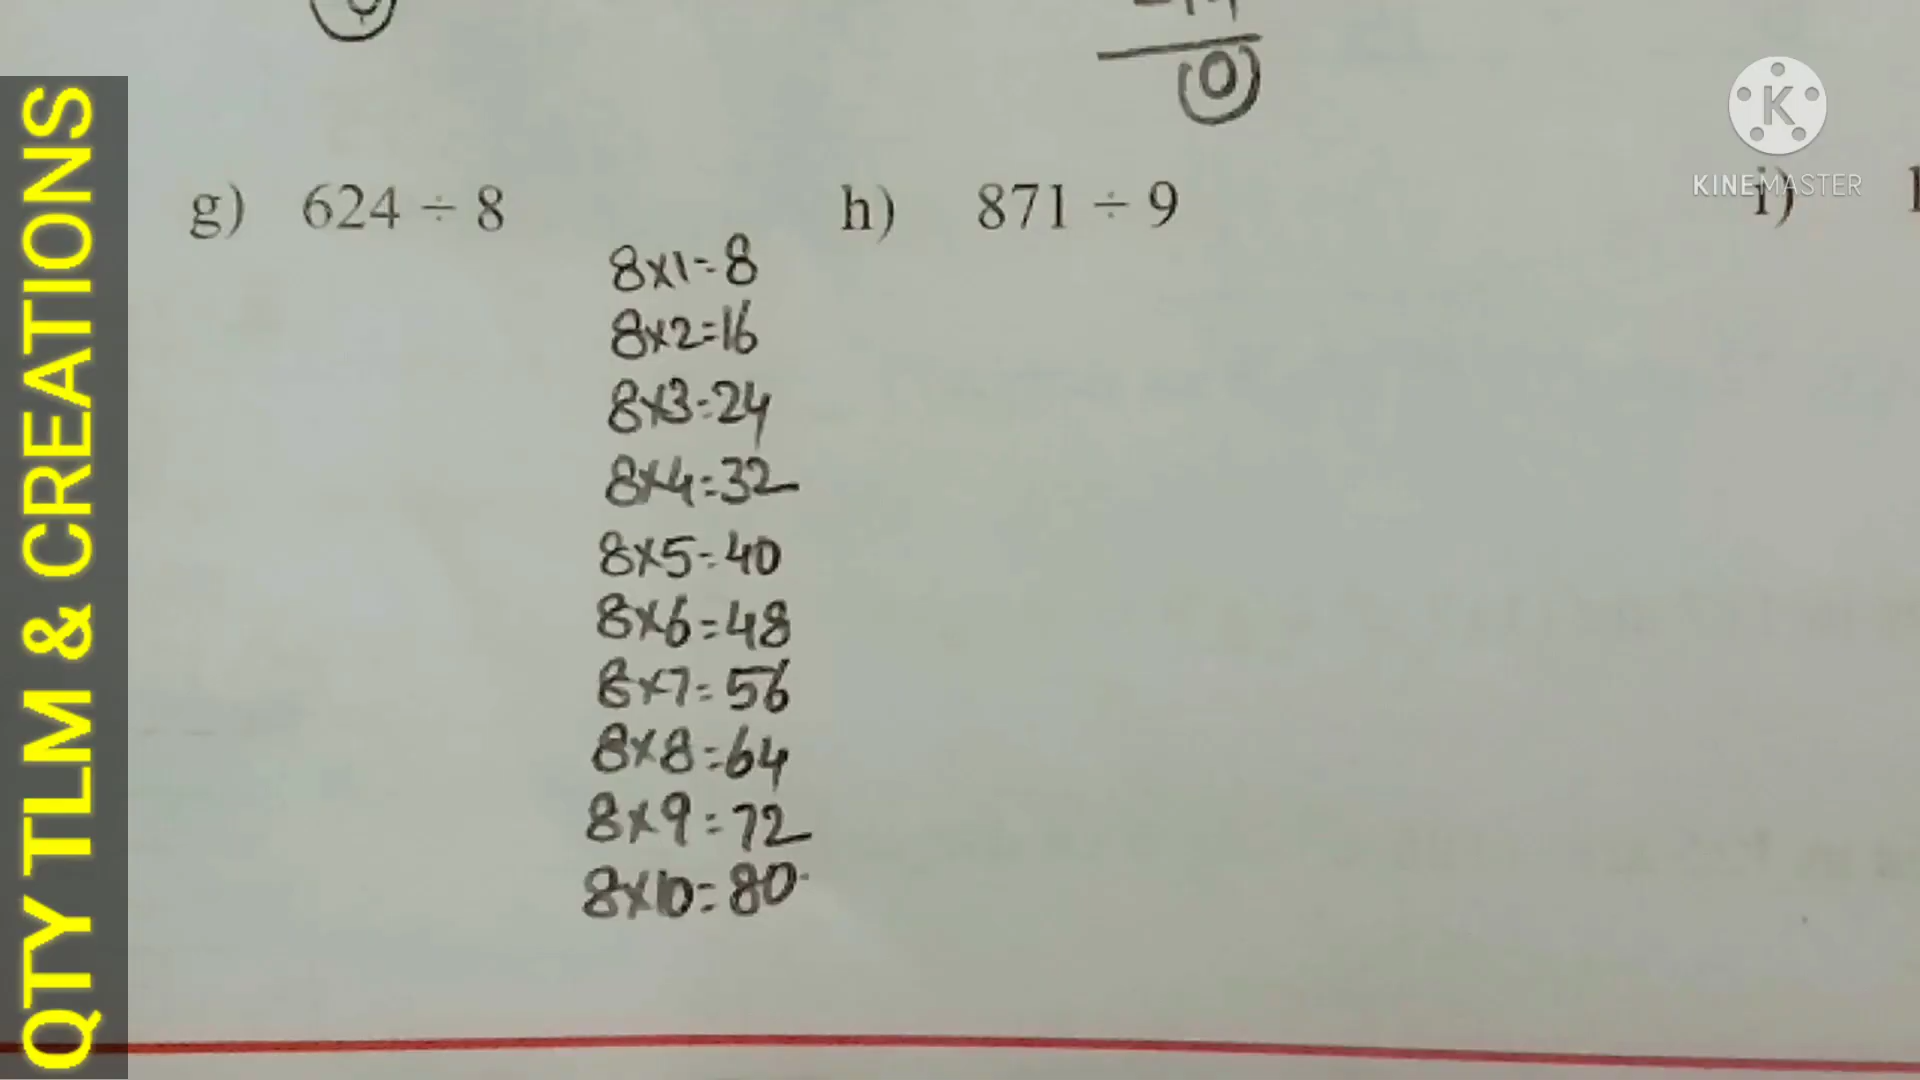 0
g) 624 ÷ 8
h) 871 ÷ 9
i)
8×1=8
8×2=16
8×3=24
8×4=32
8×5=40
8×6=48
8×7=56
8×8=64
8×9=72
8×10=80
QTY TLM & CREATIONS
K
KINEMASTER